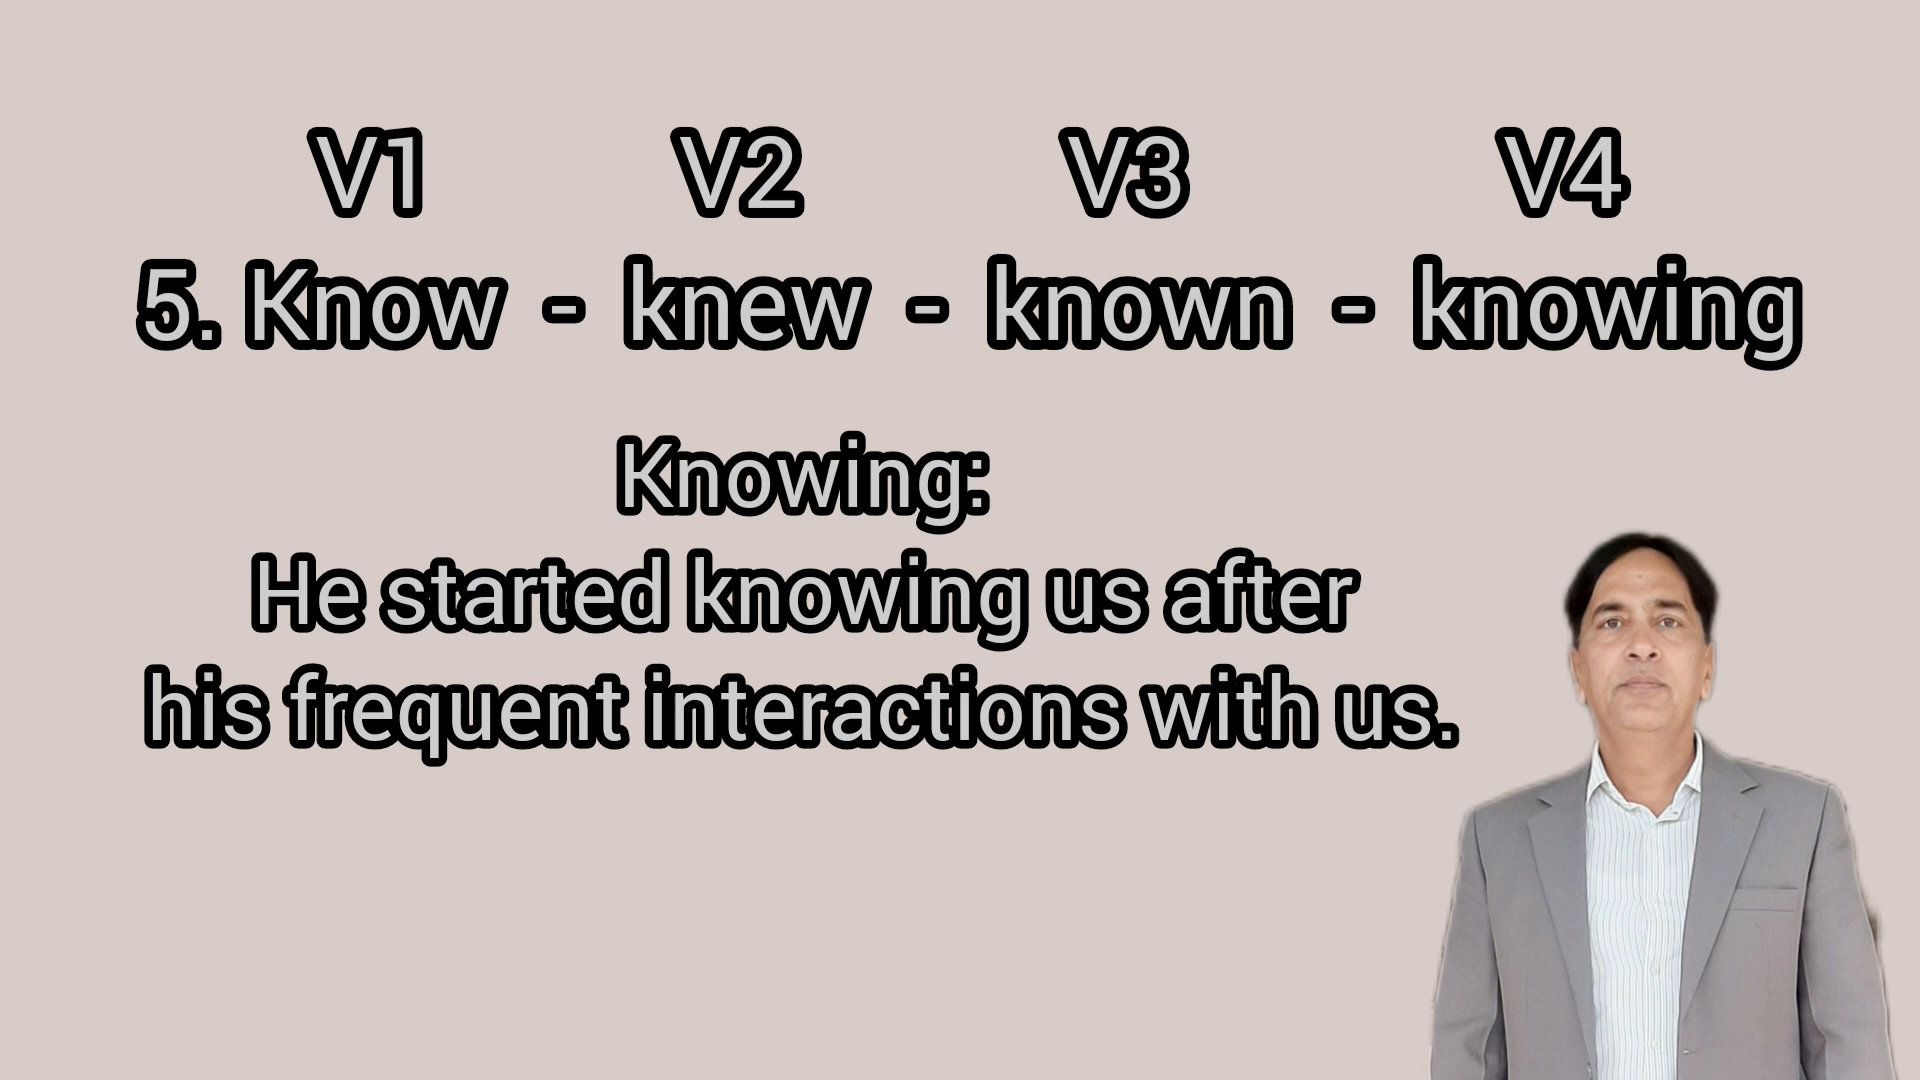 V1 V2 V3 V4
5. Know - knew - known - knowing
Knowing:
He started knowing us after
his frequent interactions with us.